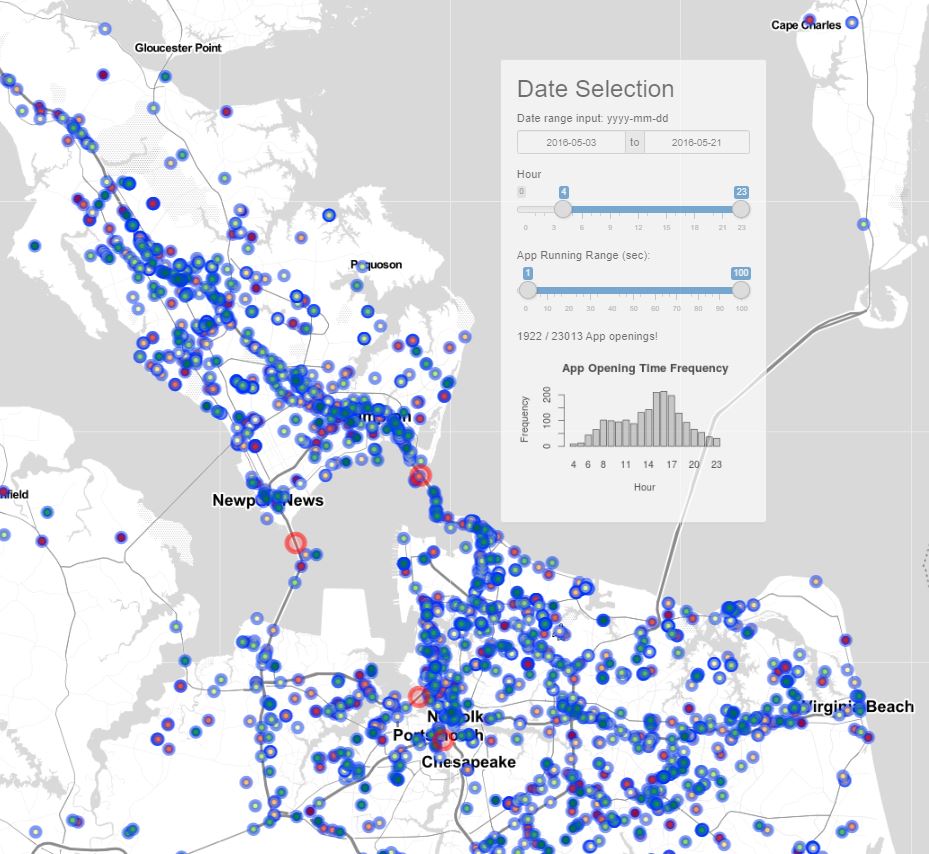 Cape Charles
Gloucester Point
Date Selection
Date range input: yyyy-mm-dd
2016-05-03 to 2016-05-21
Hour
0 4 23
0 3 6 9 12 15 18 21 23
Poquoson
App Running Range (sec):
1 100
0 10 20 30 40 50 60 70 80 90 100
1922 / 23013 App openings!
App Opening Time Frequency
Frequency
0 100 200
4 6 8 11 14 17 20 23
Hour
Newport News
Virginia Beach
Norfolk
Portsmouth
Chesapeake